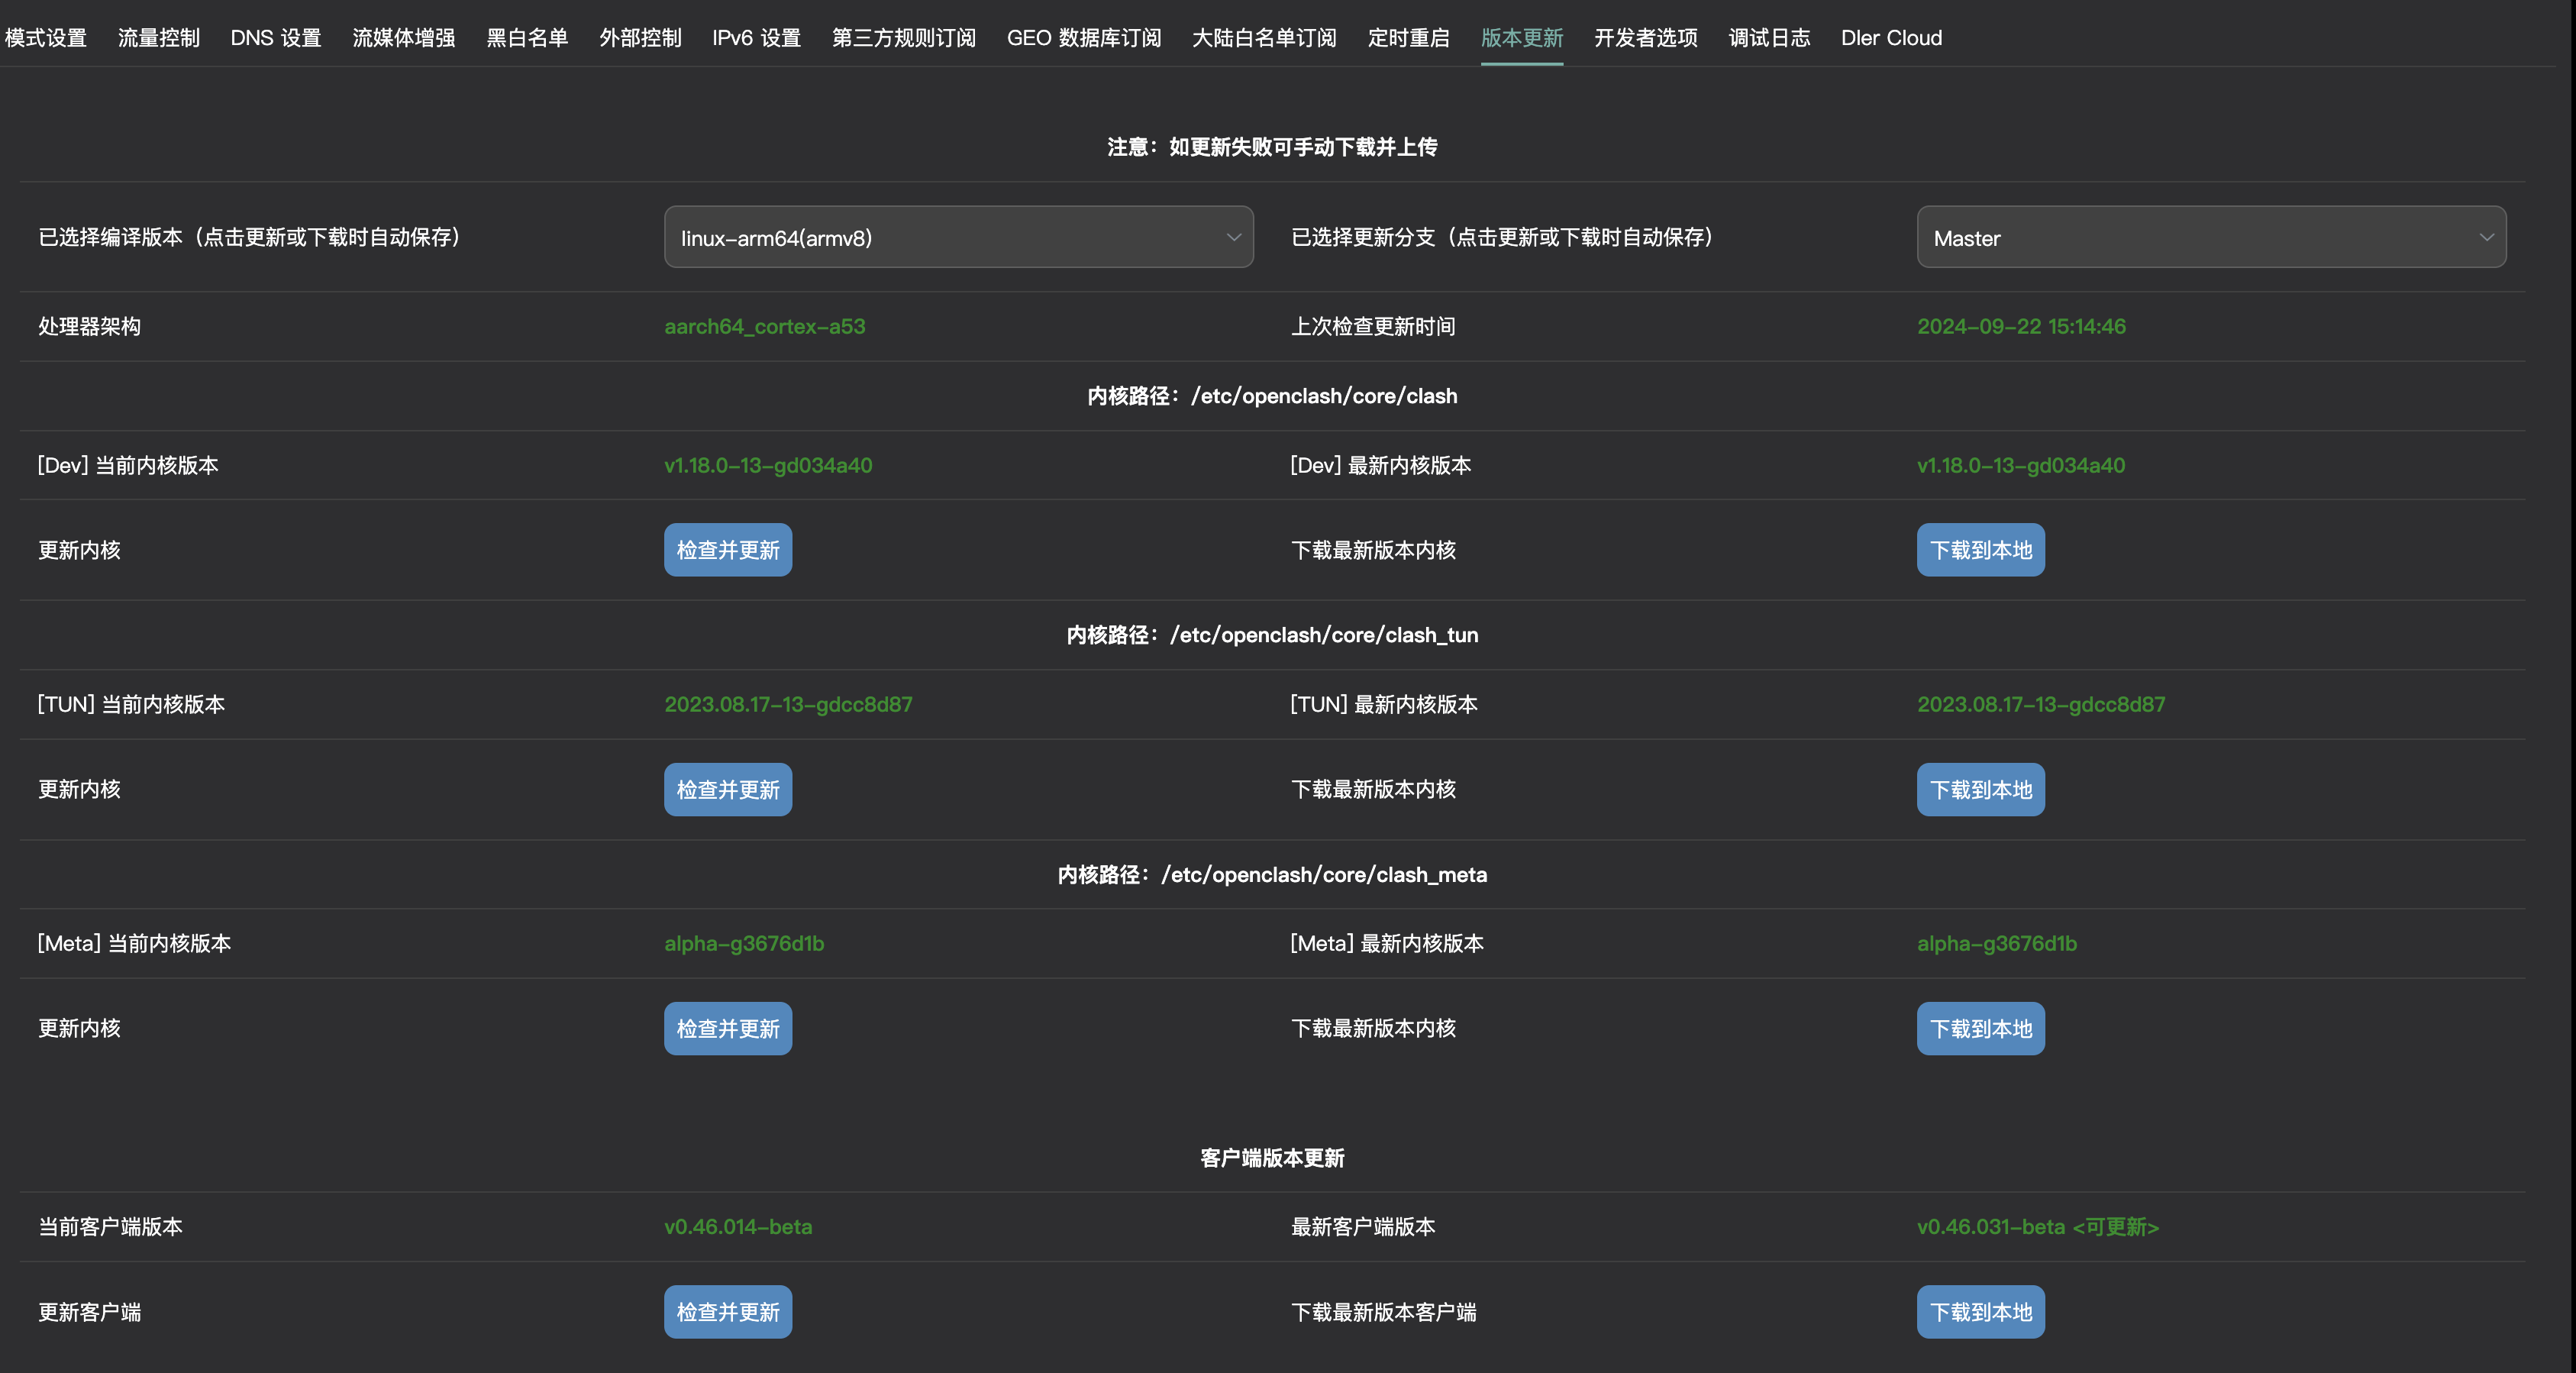 模式设置 流量控制 DNS 设置 流媒体增强 黑白名单 外部控制 IPv6 设置 第三方规则订阅 GEO 数据库订阅 大陆白名单订阅 定时重启 版本更新 开发者选项 调试日志 Dler Cloud
注意：如更新失败可手动下载并上传
已选择编译版本（点击更新或下载时自动保存） linux-arm64(armv8) 已选择更新分支（点击更新或下载时自动保存） Master
处理器架构 aarch64_cortex-a53 上次检查更新时间 2024-09-22 15:14:46
内核路径：/etc/openclash/core/clash
[Dev] 当前内核版本 v1.18.0-13-gd034a40 [Dev] 最新内核版本 v1.18.0-13-gd034a40
更新内核 检查并更新 下载最新版本内核 下载到本地
内核路径：/etc/openclash/core/clash_tun
[TUN] 当前内核版本 2023.08.17-13-gdcc8d87 [TUN] 最新内核版本 2023.08.17-13-gdcc8d87
更新内核 检查并更新 下载最新版本内核 下载到本地
内核路径：/etc/openclash/core/clash_meta
[Meta] 当前内核版本 alpha-g3676d1b [Meta] 最新内核版本 alpha-g3676d1b
更新内核 检查并更新 下载最新版本内核 下载到本地
客户端版本更新
当前客户端版本 v0.46.014-beta 最新客户端版本 v0.46.031-beta <可更新>
更新客户端 检查并更新 下载最新版本客户端 下载到本地